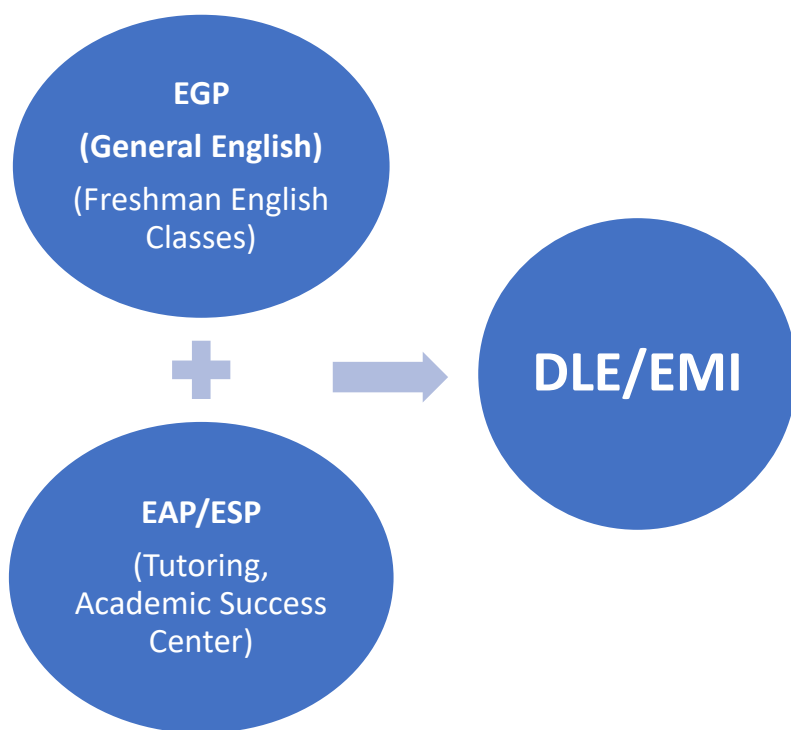 EGP
(General English)
(Freshman English
Classes)
EAP/ESP
(Tutoring,
Academic Success
Center)
DLE/EMI